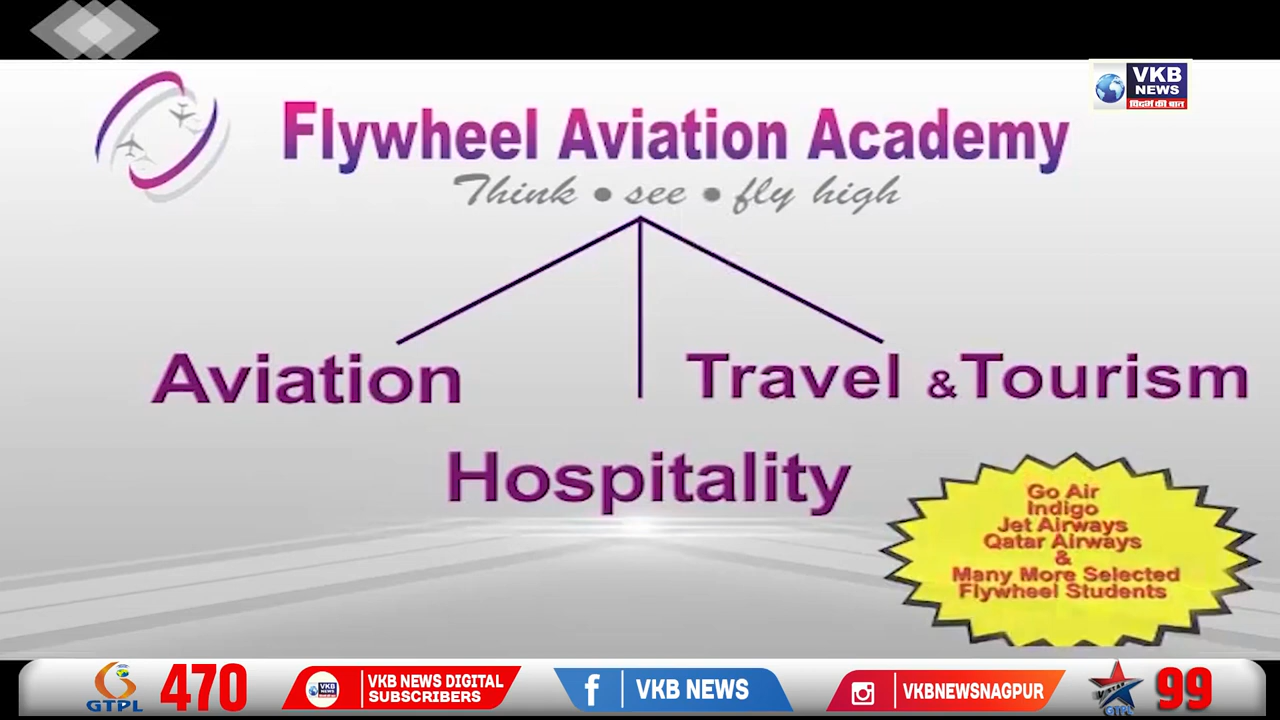 VKB
NEWS
विदर्भ की बात
Flywheel Aviation Academy
Think • see • fly high
Aviation
Travel & Tourism
Hospitality
Go Air
Indigo
Jet Airways
Qatar Airways
&
Many More Selected
Flywheel Students
GTPL
470
VKB NEWS DIGITAL
SUBSCRIBERS
VKB NEWS
VKBNEWSNAGPUR
GTPL
99